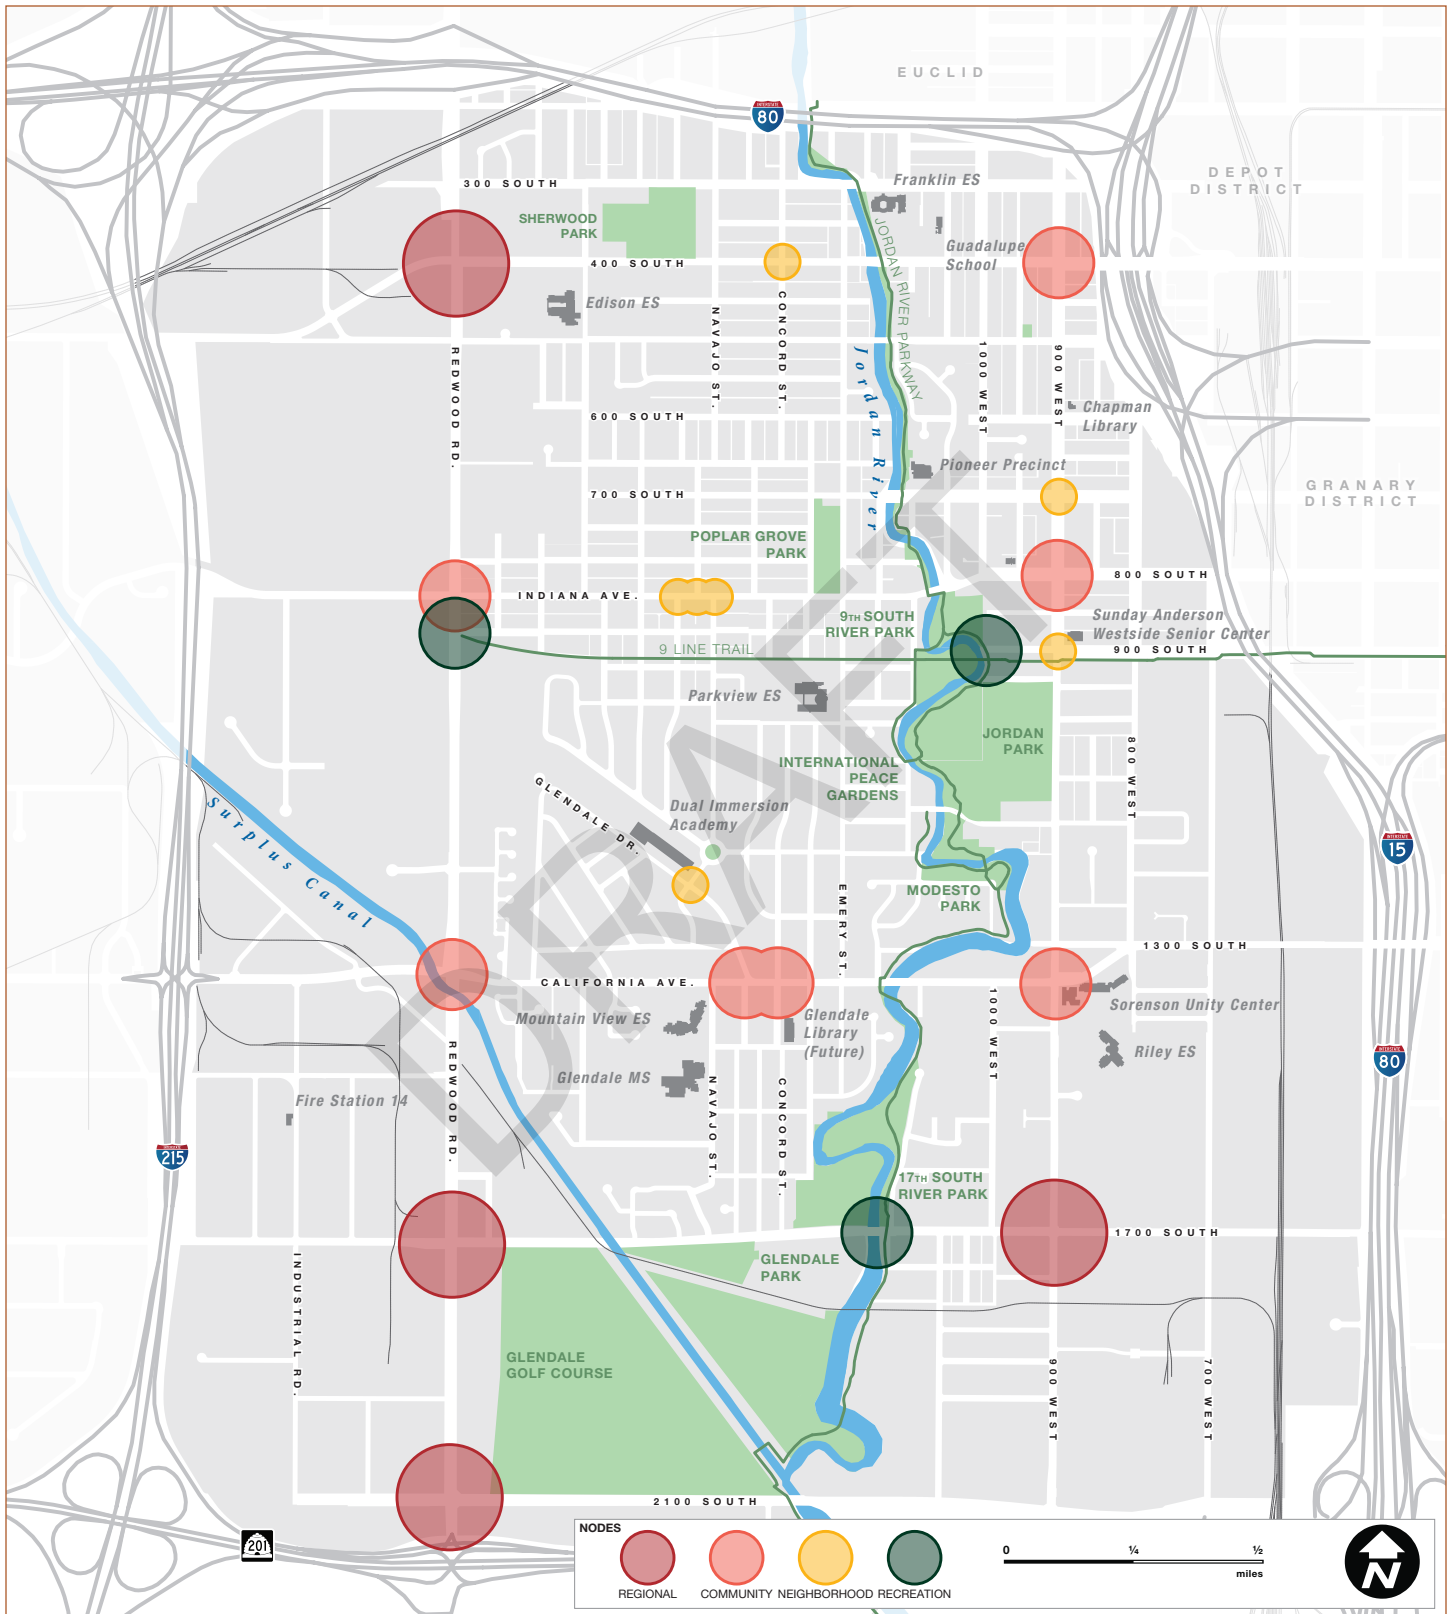 EUCLID
INTERSTATE
80
DEPOT
DISTRICT
Franklin ES
300 SOUTH
SHERWOOD
PARK
JORDAN RIVER PARKWAY
Guadalupe
School
400 SOUTH
Edison ES
NAVAJO ST.
CONCORD ST.
REDWOOD RD.
Jordan River
1000 WEST
900 WEST
Chapman
Library
600 SOUTH
Pioneer Precinct
700 SOUTH
GRANARY
DISTRICT
POPLAR GROVE
PARK
800 SOUTH
INDIANA AVE.
9TH SOUTH
RIVER PARK
Sunday Anderson
Westside Senior Center
900 SOUTH
9 LINE TRAIL
Parkview ES
JORDAN
PARK
800 WEST
INTERNATIONAL
PEACE
GARDENS
GLENDALE DR.
Dual Immersion
Academy
Surplus Canal
INTERSTATE
15
MODESTO
PARK
EMERY ST.
1300 SOUTH
CALIFORNIA AVE.
DRAFT
Mountain View ES
Glendale
Library
(Future)
1000 WEST
Sorenson Unity Center
Riley ES
INTERSTATE
80
REDWOOD RD.
Glendale MS
NAVAJO ST.
CONCORD ST.
Fire Station 14
215
17TH SOUTH
RIVER PARK
1700 SOUTH
GLENDALE
PARK
INDUSTRIAL RD.
GLENDALE
GOLF COURSE
900 WEST
700 WEST
2100 SOUTH
201
NODES
REGIONAL
COMMUNITY
NEIGHBORHOOD
RECREATION
0
¼
½
miles
N